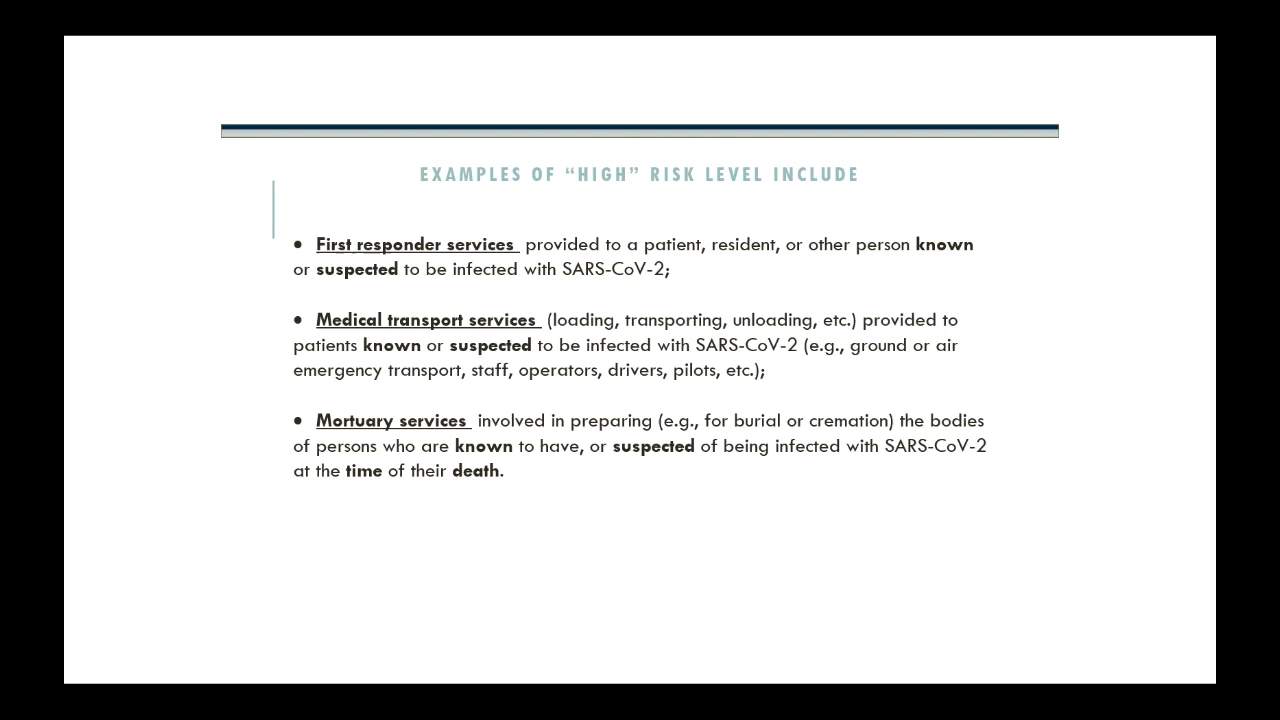 EXAMPLES OF “HIGH” RISK LEVEL INCLUDE
• First responder services provided to a patient, resident, or other person known
or suspected to be infected with SARS-CoV-2;
• Medical transport services (loading, transporting, unloading, etc.) provided to
patients known or suspected to be infected with SARS-CoV-2 (e.g., ground or air
emergency transport, staff, operators, drivers, pilots, etc.);
• Mortuary services involved in preparing (e.g., for burial or cremation) the bodies
of persons who are known to have, or suspected of being infected with SARS-CoV-2
at the time of their death.